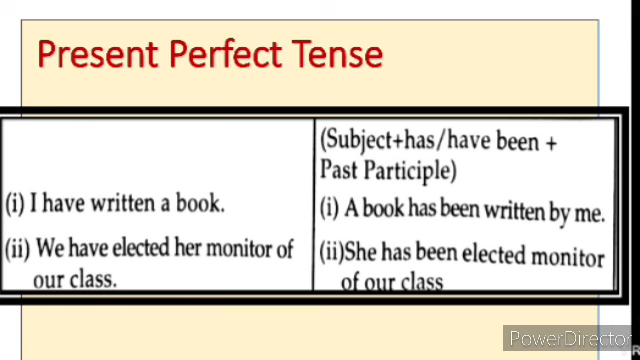 Present Perfect Tense
(Subject+has/have been +
Past Participle)
(i) I have written a book.
(i) A book has been written by me.
(ii) We have elected her monitor of
our class.
(ii)She has been elected monitor
of our class
PowerDirector